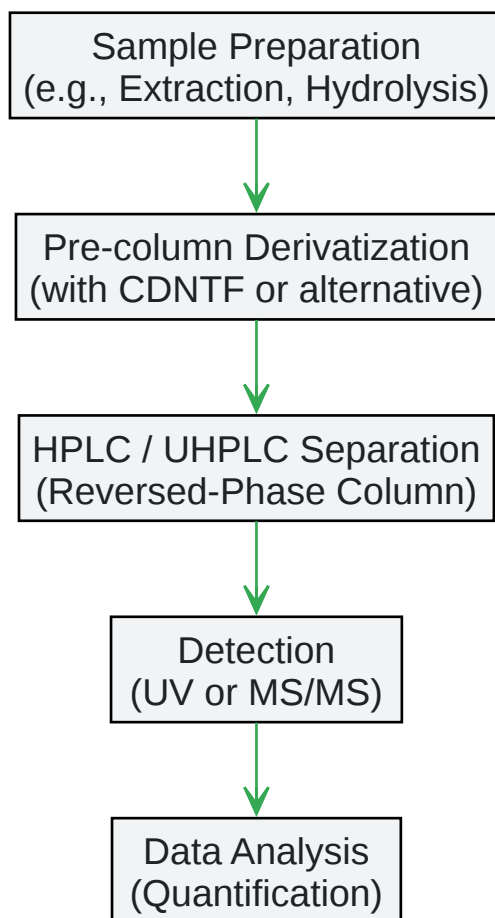 Sample Preparation
(e.g., Extraction, Hydrolysis)
Pre-column Derivatization
(with CDNTF or alternative)
HPLC / UHPLC Separation
(Reversed-Phase Column)
Detection
(UV or MS/MS)
Data Analysis
(Quantification)